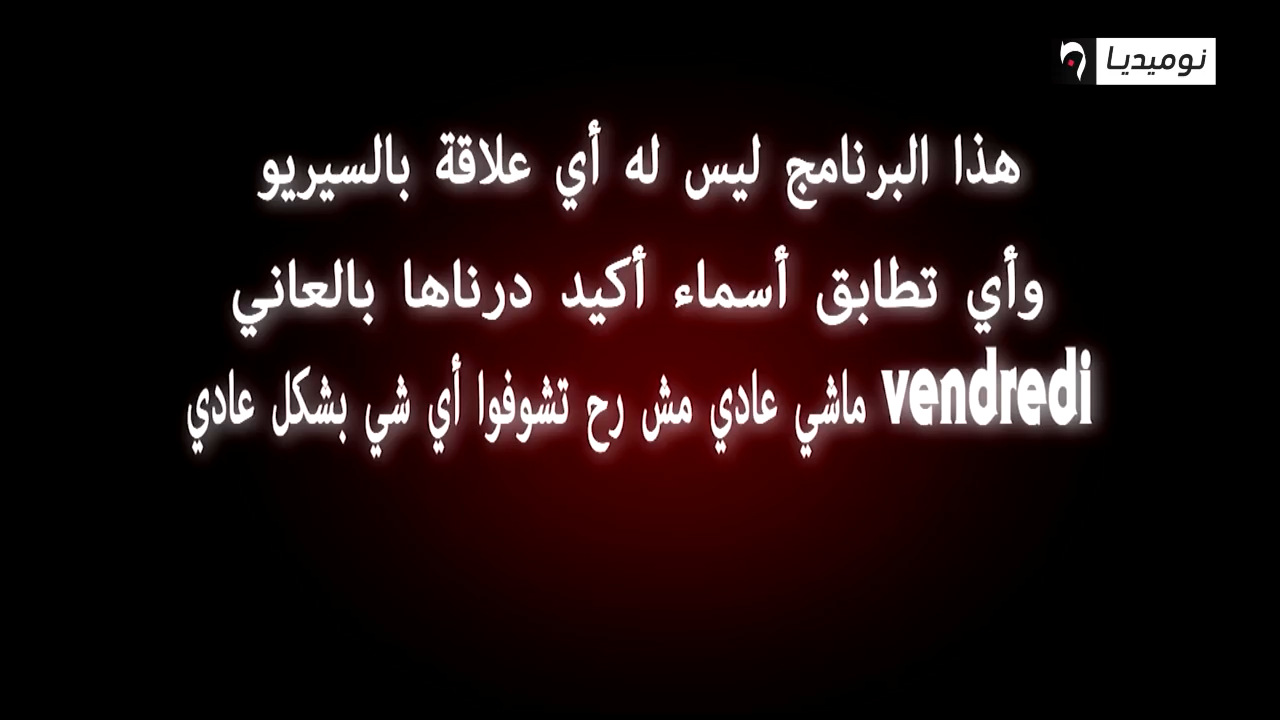 نوميديا
هذا البرنامج ليس له أي علاقة بالسيريو
وأي تطابق أسماء أكيد درناها بالعاني
vendredi ماشي عادي مش رح تشوفوا أي شي بشكل عادي